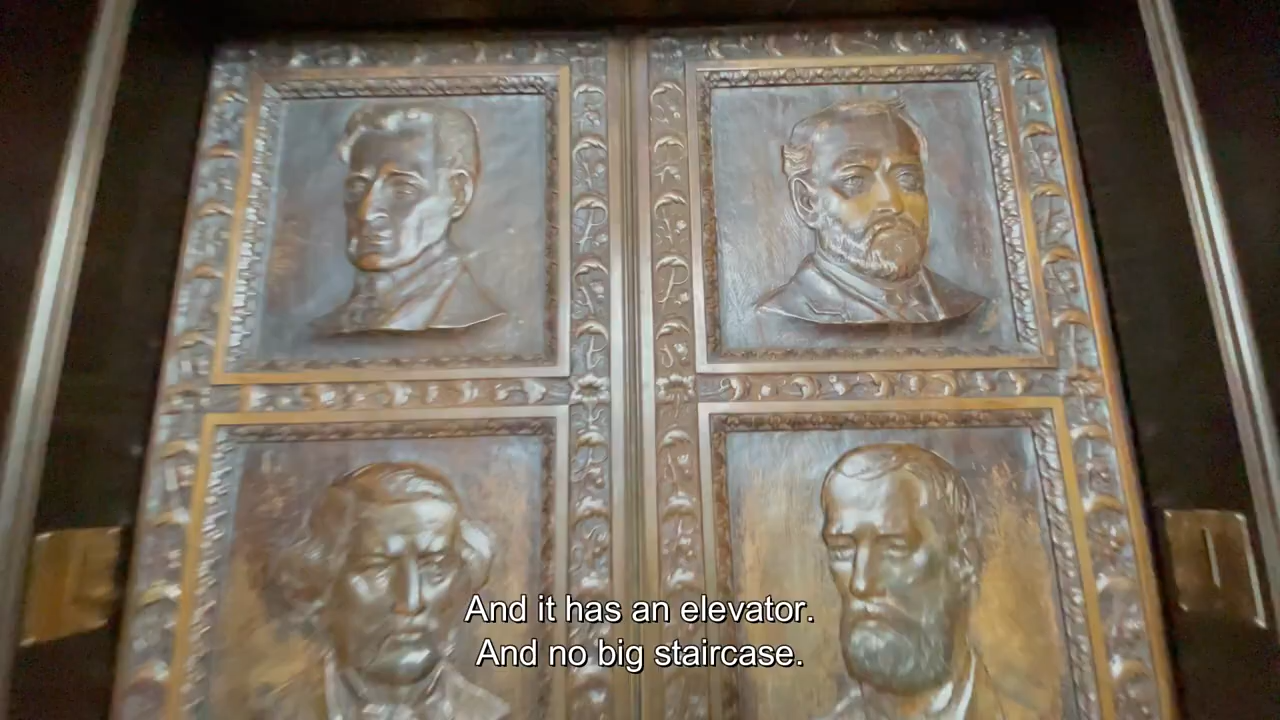 And it has an elevator.
And no big staircase.